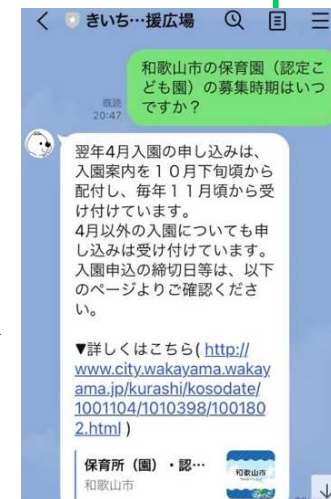 きいち…援広場
和歌山市の保育園（認定こ
ども園）の募集時期はいつ
ですか？
既読
20:47
翌年4月入園の申し込みは、
入園案内を１０月下旬頃から
配付し、毎年１１月頃から受
け付けています。
4月以外の入園についても申
し込みは受け付けています。
入園申込の締切日等は、以下
のページよりご確認くださ
い。
▼詳しくはこちら( http://
www.city.wakayama.wakay
ama.jp/kurashi/kosodate/
1001104/1010398/100180
2.html )
保育所（園）・認…
和歌山市
和歌山市